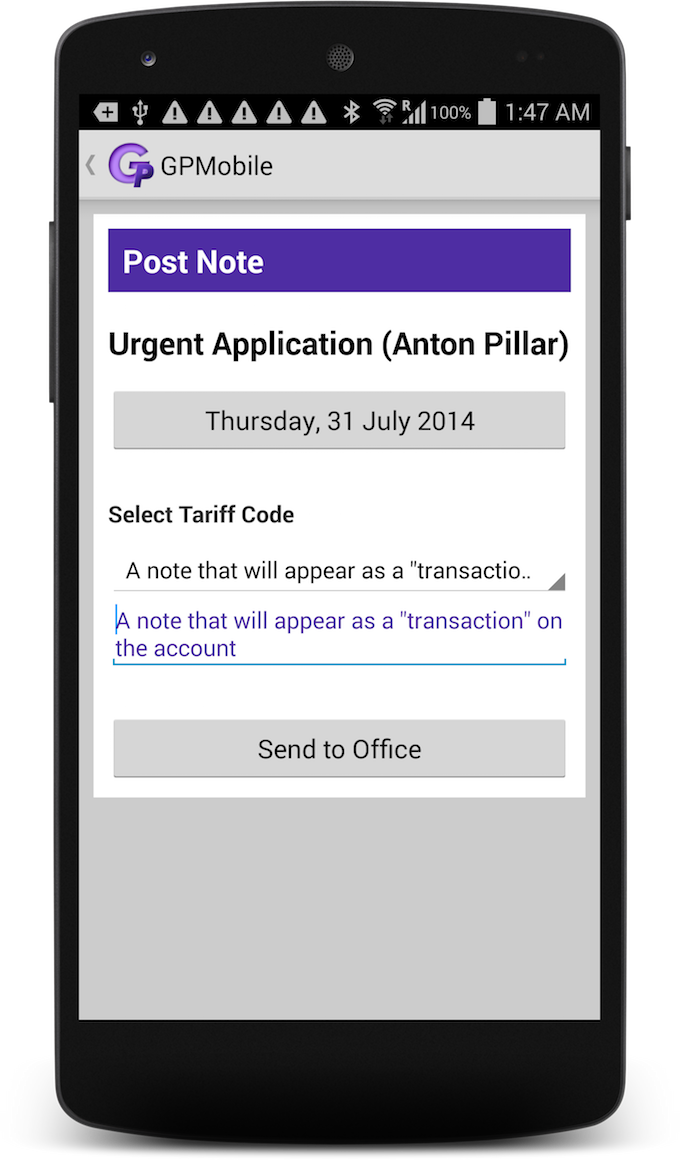 R 100% 1:47 AM
GP GPMobile
Post Note
Urgent Application (Anton Pillar)
Thursday, 31 July 2014
Select Tariff Code
A note that will appear as a "transactio..
A note that will appear as a "transaction" on
the account
Send to Office